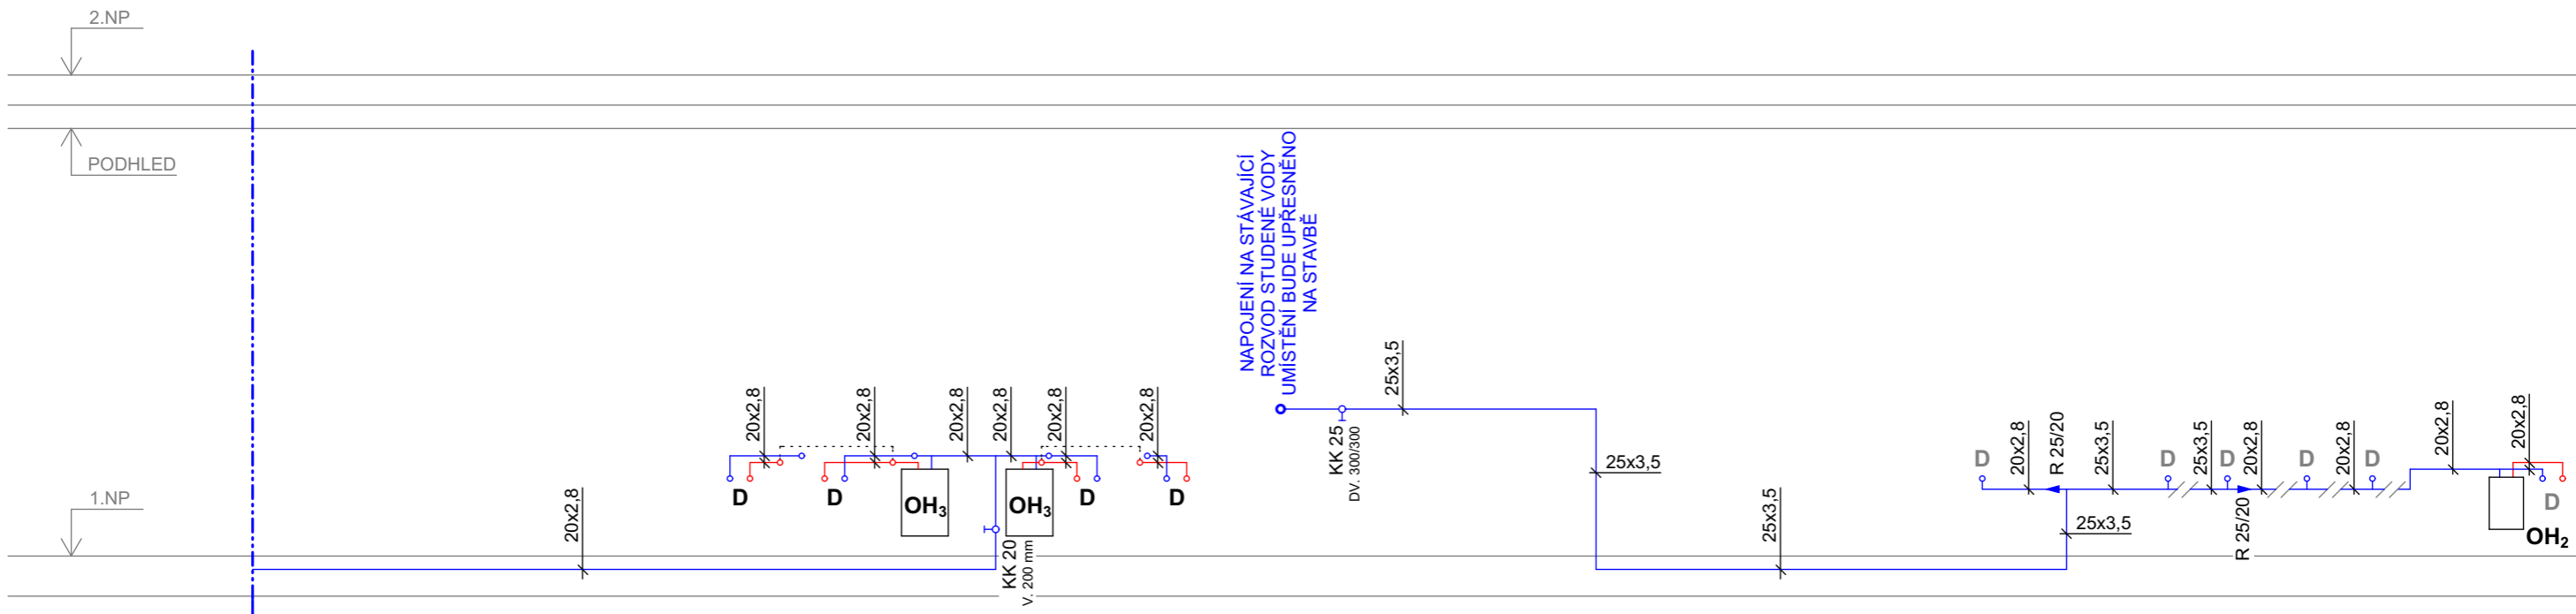 2.NP
PODHLED
1.NP
20x2,8
20x2,8
20x2,8
20x2,8
20x2,8
20x2,8
20x2,8
D
D
OH₃
OH₃
D
D
KK 20
V. 200 mm
NAPOJENÍ NA STÁVAJÍCÍ
ROZVOD STUDENÉ VODY
UMÍSTĚNÍ BUDE UPŘESNĚNO
NA STAVBĚ
KK 25
DV. 300/300
25x3,5
25x3,5
25x3,5
25x3,5
D
20x2,8
R 25/20
25x3,5
D
25x3,5
D
R 25/20
20x2,8
D
20x2,8
D
20x2,8
20x2,8
D
OH₂